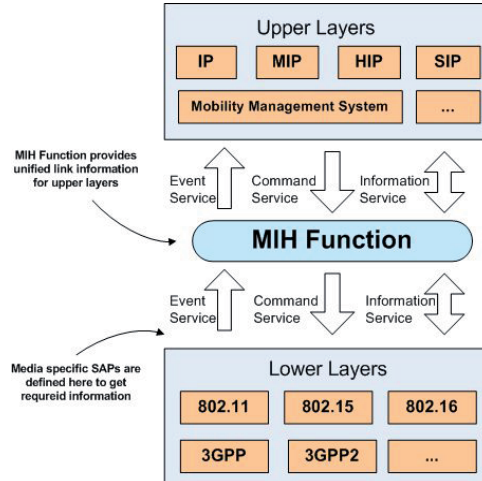 Upper Layers
IP MIP HIP SIP
Mobility Management System ...
MIH Function provides
unified link information
for upper layers
Event
Service
Command
Service
Information
Service
MIH Function
Event
Service
Command
Service
Information
Service
Media specific SAPs are
defined here to get
requreid information
Lower Layers
802.11 802.15 802.16
3GPP 3GPP2 ...